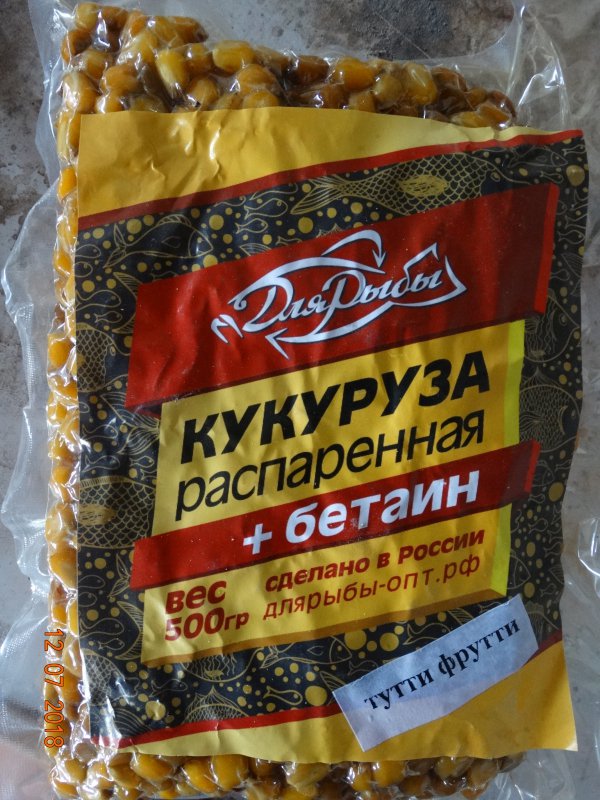 ДляРыбы
КУКУРУЗА
распаренная
+ бетаин
вес
500гр
сделано в России
длярыбы-опт.рф
тутти фрутти
12 07 2018